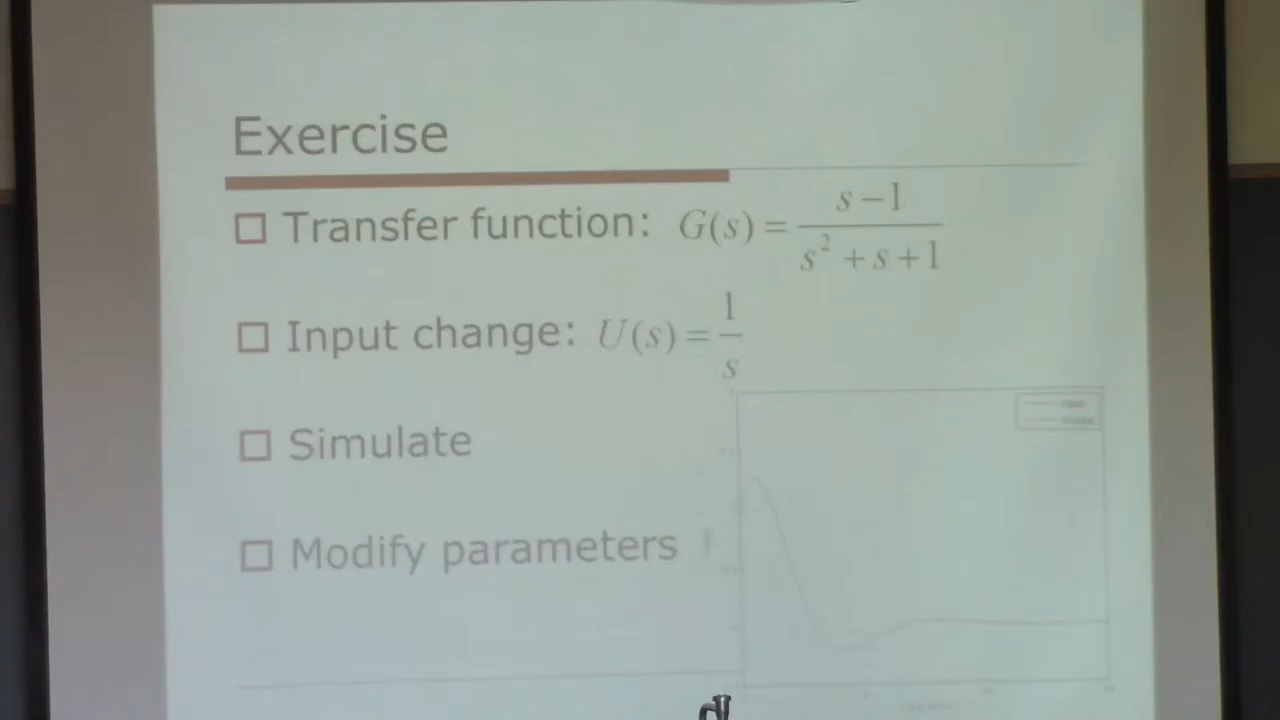 Exercise
Transfer function: G(s) = (s − 1) / (s² + s + 1)
Input change: U(s) = 1 / s
Simulate
Modify parameters